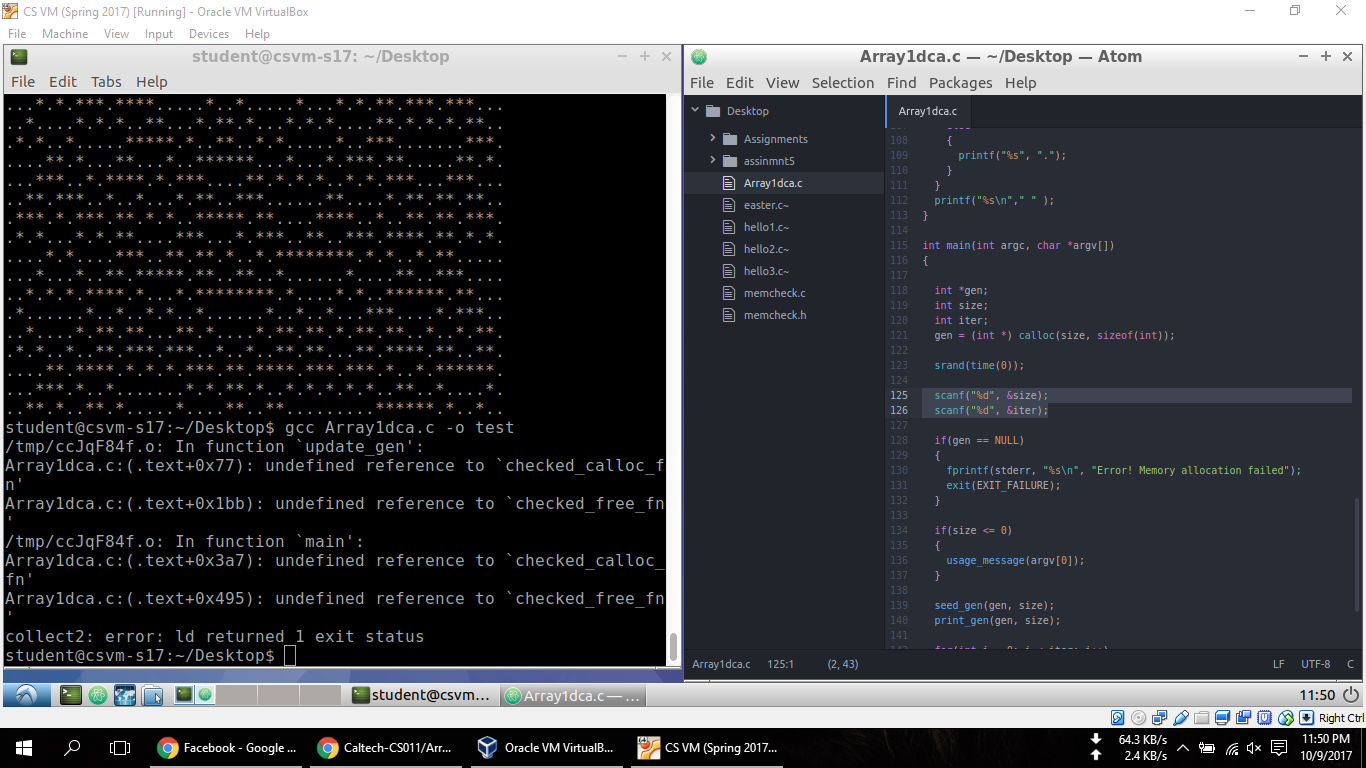 CS VM (Spring 2017) [Running] - Oracle VM VirtualBox
File Machine View Input Devices Help
student@csvm-s17: ~/Desktop
File Edit Tabs Help
student@csvm-s17:~/Desktop$ gcc Array1dca.c -o test
/tmp/ccJqF84f.o: In function `update_gen':
Array1dca.c:(.text+0x77): undefined reference to `checked_calloc_f
n'
Array1dca.c:(.text+0x1bb): undefined reference to `checked_free_fn
'
/tmp/ccJqF84f.o: In function `main':
Array1dca.c:(.text+0x3a7): undefined reference to `checked_calloc_
fn'
Array1dca.c:(.text+0x495): undefined reference to `checked_free_fn
'
collect2: error: ld returned 1 exit status
student@csvm-s17:~/Desktop$
Array1dca.c — ~/Desktop — Atom
File Edit View Selection Find Packages Help
Desktop
Assignments
assinmnt5
Array1dca.c
easter.c~
hello1.c~
hello2.c~
hello3.c~
memcheck.c
memcheck.h
Array1dca.c
108 {
109 printf("%s", ".");
110 }
111 }
112 printf("%s\n"," " );
113 }
114
115 int main(int argc, char *argv[])
116 {
117
118 int *gen;
119 int size;
120 int iter;
121 gen = (int *) calloc(size, sizeof(int));
122
123 srand(time(0));
124
125 scanf("%d", &size);
126 scanf("%d", &iter);
127
128 if(gen == NULL)
129 {
130 fprintf(stderr, "%s\n", "Error! Memory allocation failed");
131 exit(EXIT_FAILURE);
132 }
133
134 if(size <= 0)
135 {
136 usage_message(argv[0]);
137 }
138
139 seed_gen(gen, size);
140 print_gen(gen, size);
141
Array1dca.c 125:1 (2, 43) LF UTF-8 C
student@csvm... Array1dca.c — ... 11:50
Right Ctrl
Facebook - Google ... Caltech-CS011/Arr... Oracle VM VirtualB... CS VM (Spring 2017...
64.3 KB/s
2.4 KB/s
11:50 PM
10/9/2017